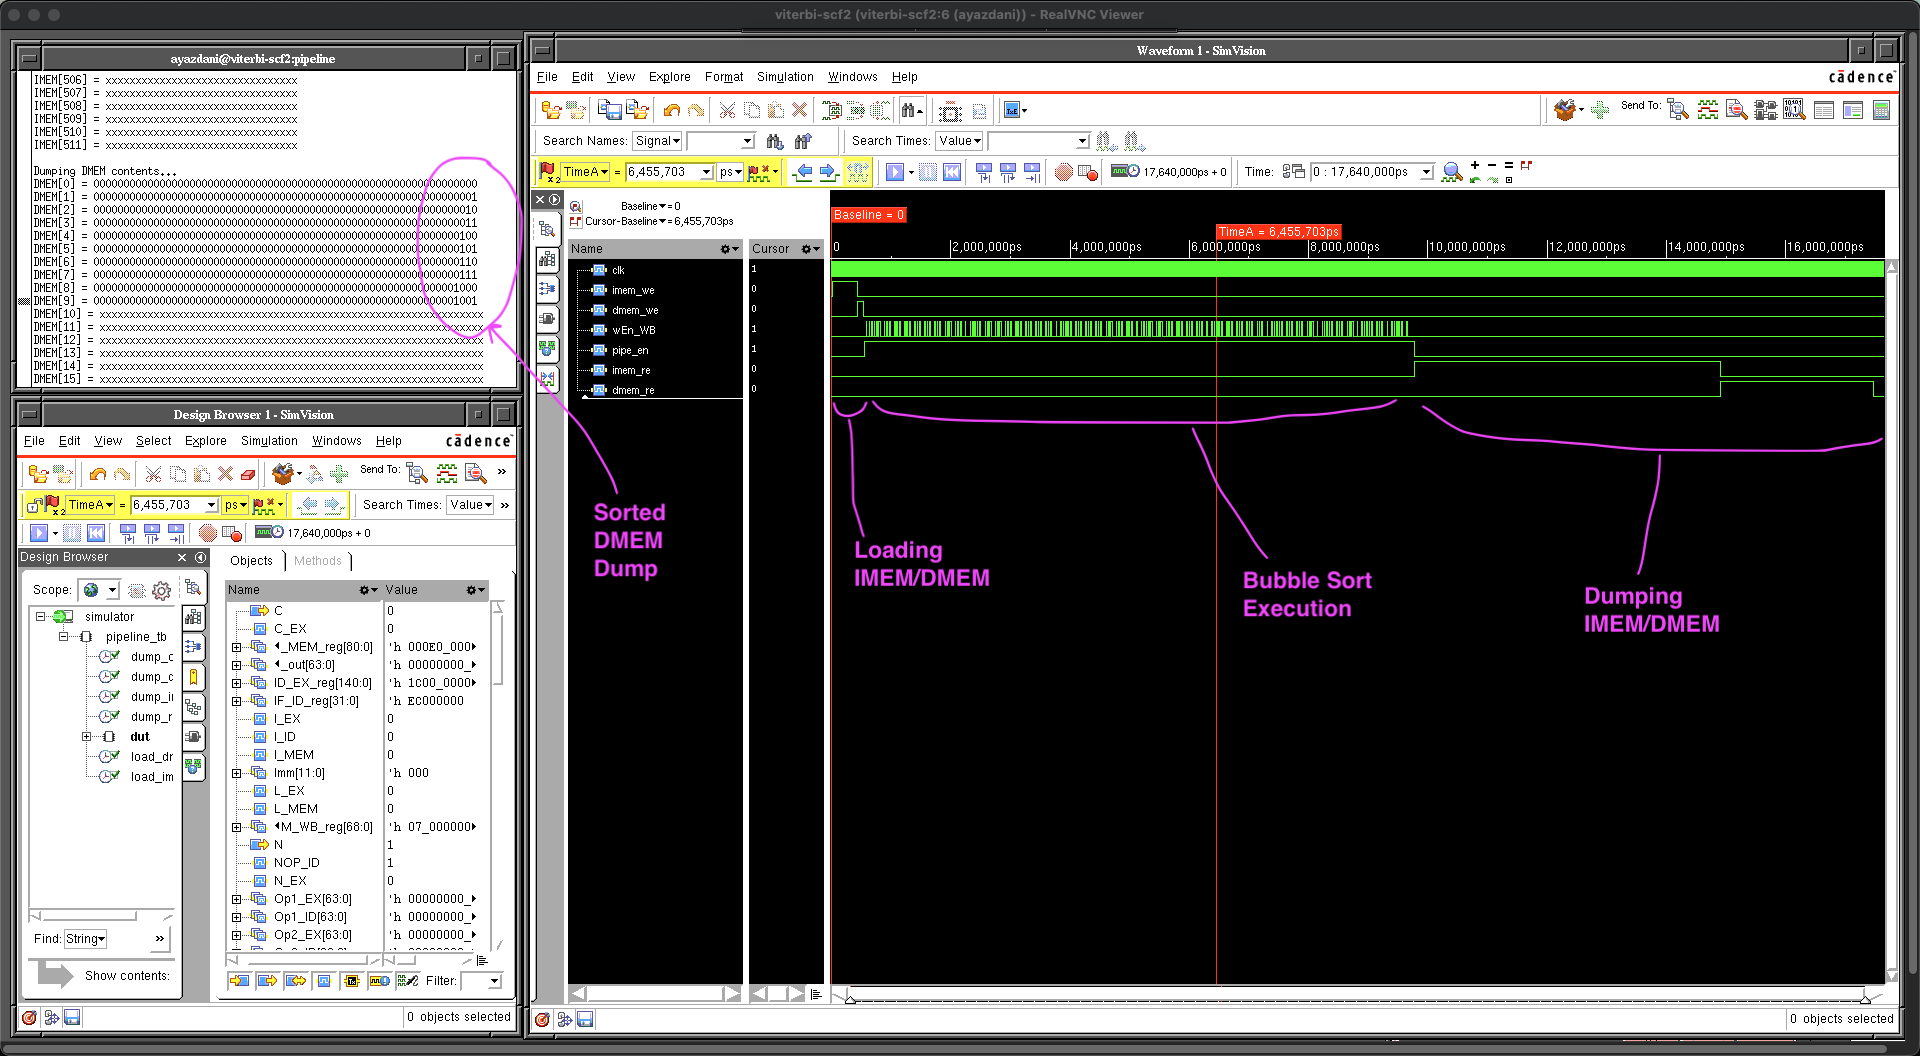 viterbi-scf2 (viterbi-scf2:6 (ayazdani)) - RealVNC Viewer
ayazdani@viterbi-scf2:pipeline
IMEM[506] = xxxxxxxxxxxxxxxxxxxxxxxxxxxxxxxx
IMEM[507] = xxxxxxxxxxxxxxxxxxxxxxxxxxxxxxxx
IMEM[508] = xxxxxxxxxxxxxxxxxxxxxxxxxxxxxxxx
IMEM[509] = xxxxxxxxxxxxxxxxxxxxxxxxxxxxxxxx
IMEM[510] = xxxxxxxxxxxxxxxxxxxxxxxxxxxxxxxx
IMEM[511] = xxxxxxxxxxxxxxxxxxxxxxxxxxxxxxxx
Dumping DMEM contents...
DMEM[0] = 0000000000000000000000000000000000000000000000000000000000000000
DMEM[1] = 0000000000000000000000000000000000000000000000000000000000000001
DMEM[2] = 0000000000000000000000000000000000000000000000000000000000000010
DMEM[3] = 0000000000000000000000000000000000000000000000000000000000000011
DMEM[4] = 0000000000000000000000000000000000000000000000000000000000000100
DMEM[5] = 0000000000000000000000000000000000000000000000000000000000000101
DMEM[6] = 0000000000000000000000000000000000000000000000000000000000000110
DMEM[7] = 0000000000000000000000000000000000000000000000000000000000000111
DMEM[8] = 0000000000000000000000000000000000000000000000000000000000001000
DMEM[9] = 0000000000000000000000000000000000000000000000000000000000001001
DMEM[10] = xxxxxxxxxxxxxxxxxxxxxxxxxxxxxxxxxxxxxxxxxxxxxxxxxxxxxxxxxxxxxxxx
DMEM[11] = xxxxxxxxxxxxxxxxxxxxxxxxxxxxxxxxxxxxxxxxxxxxxxxxxxxxxxxxxxxxxxxx
DMEM[12] = xxxxxxxxxxxxxxxxxxxxxxxxxxxxxxxxxxxxxxxxxxxxxxxxxxxxxxxxxxxxxxxx
DMEM[13] = xxxxxxxxxxxxxxxxxxxxxxxxxxxxxxxxxxxxxxxxxxxxxxxxxxxxxxxxxxxxxxxx
DMEM[14] = xxxxxxxxxxxxxxxxxxxxxxxxxxxxxxxxxxxxxxxxxxxxxxxxxxxxxxxxxxxxxxxx
DMEM[15] = xxxxxxxxxxxxxxxxxxxxxxxxxxxxxxxxxxxxxxxxxxxxxxxxxxxxxxxxxxxxxxxx
Design Browser 1 - SimVision
File Edit View Select Explore Simulation Windows Help cādence
Send To: »
TimeA = 6,455,703 ps Search Times: Value »
17,640,000ps + 0
Design Browser
Objects Methods
Scope:
simulator
pipeline_tb
dump_c
dump_c
dump_i
dump_r
dut
load_dr
load_im
Find: String »
Show contents:
Name Value
C 0
C_EX 0
_MEM_reg[80:0] 'h 000E0_000
_out[63:0] 'h 00000000_
ID_EX_reg[140:0] 'h 1C00_0000
IF_ID_reg[31:0] 'h EC000000
I_EX 0
I_ID 0
I_MEM 0
Imm[11:0] 'h 000
L_EX 0
L_MEM 0
M_WB_reg[68:0] 'h 07_000000
N 1
NOP_ID 1
N_EX 0
Op1_EX[63:0] 'h 00000000_
Op1_ID[63:0] 'h 00000000_
Op2_EX[63:0] 'h 00000000_
Filter:
0 objects selected
Waveform 1 - SimVision
File Edit View Explore Format Simulation Windows Help cādence
Send To:
Search Names: Signal Search Times: Value
TimeA = 6,455,703 ps 17,640,000ps + 0 Time: 0 : 17,640,000ps
Baseline = 0
Cursor-Baseline = 6,455,703ps
Name Cursor
Baseline = 0
TimeA = 6,455,703ps
0 2,000,000ps 4,000,000ps 6,000,000ps 8,000,000ps 10,000,000ps 12,000,000ps 14,000,000ps 16,000,000ps
clk 1
imem_we 0
dmem_we 0
wEn_WB 1
pipe_en 1
imem_re 0
dmem_re 0
Sorted
DMEM
Dump
Loading
IMEM/DMEM
Bubble Sort
Execution
Dumping
IMEM/DMEM
0 objects selected